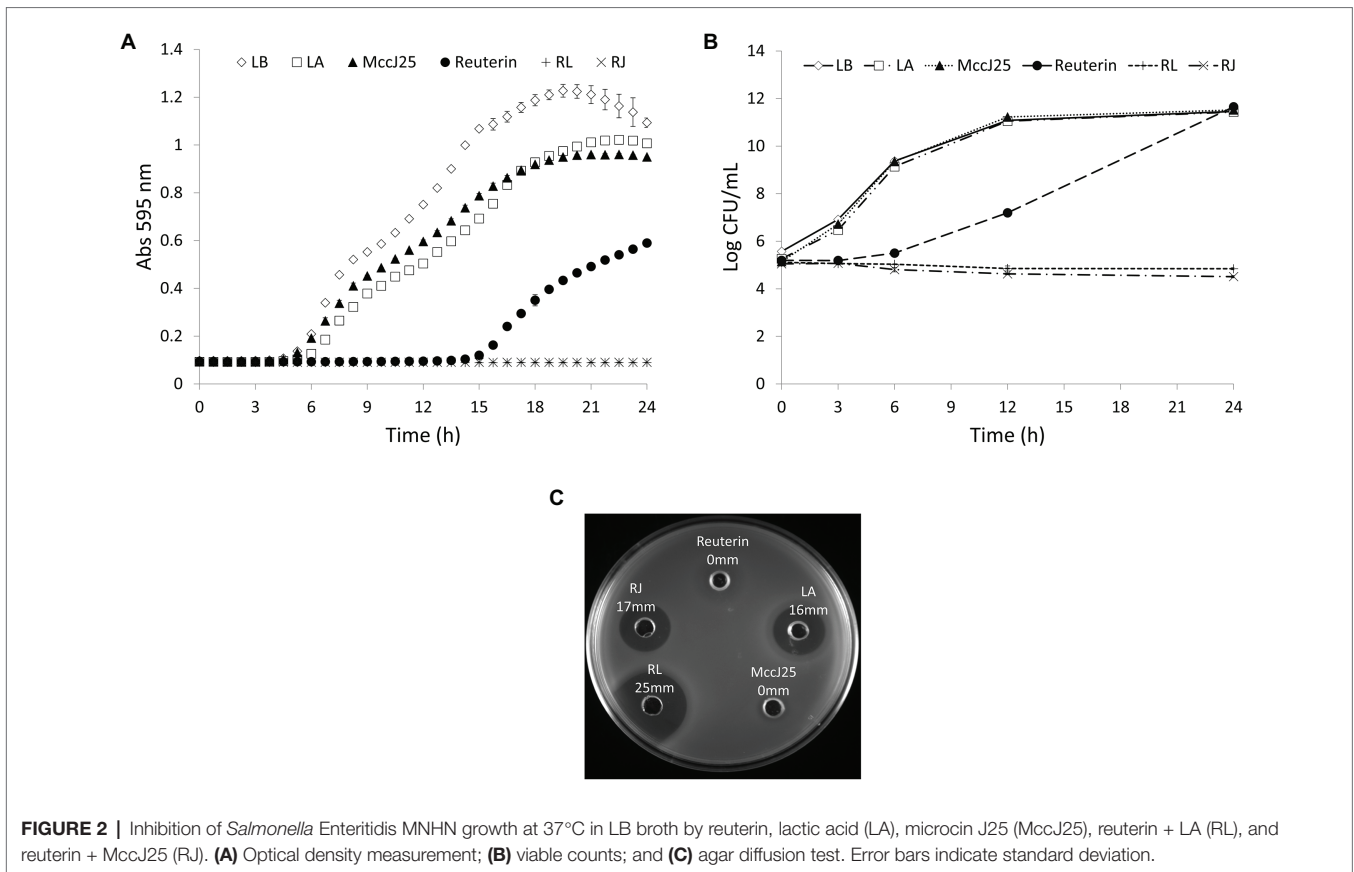 A
1.4
LB LA MccJ25 Reuterin RL RJ
1.2
1
0.8
0.6
0.4
0.2
0
Abs 595 nm
0 3 6 9 12 15 18 21 24
Time (h)
B
14
LB LA MccJ25 Reuterin RL RJ
12
10
8
6
4
2
0
Log CFU/mL
0 3 6 9 12 15 18 21 24
Time (h)
C
Reuterin
0mm
RJ
17mm
LA
16mm
RL
25mm
MccJ25
0mm
FIGURE 2 | Inhibition of Salmonella Enteritidis MNHN growth at 37°C in LB broth by reuterin, lactic acid (LA), microcin J25 (MccJ25), reuterin + LA (RL), and
reuterin + MccJ25 (RJ). (A) Optical density measurement; (B) viable counts; and (C) agar diffusion test. Error bars indicate standard deviation.